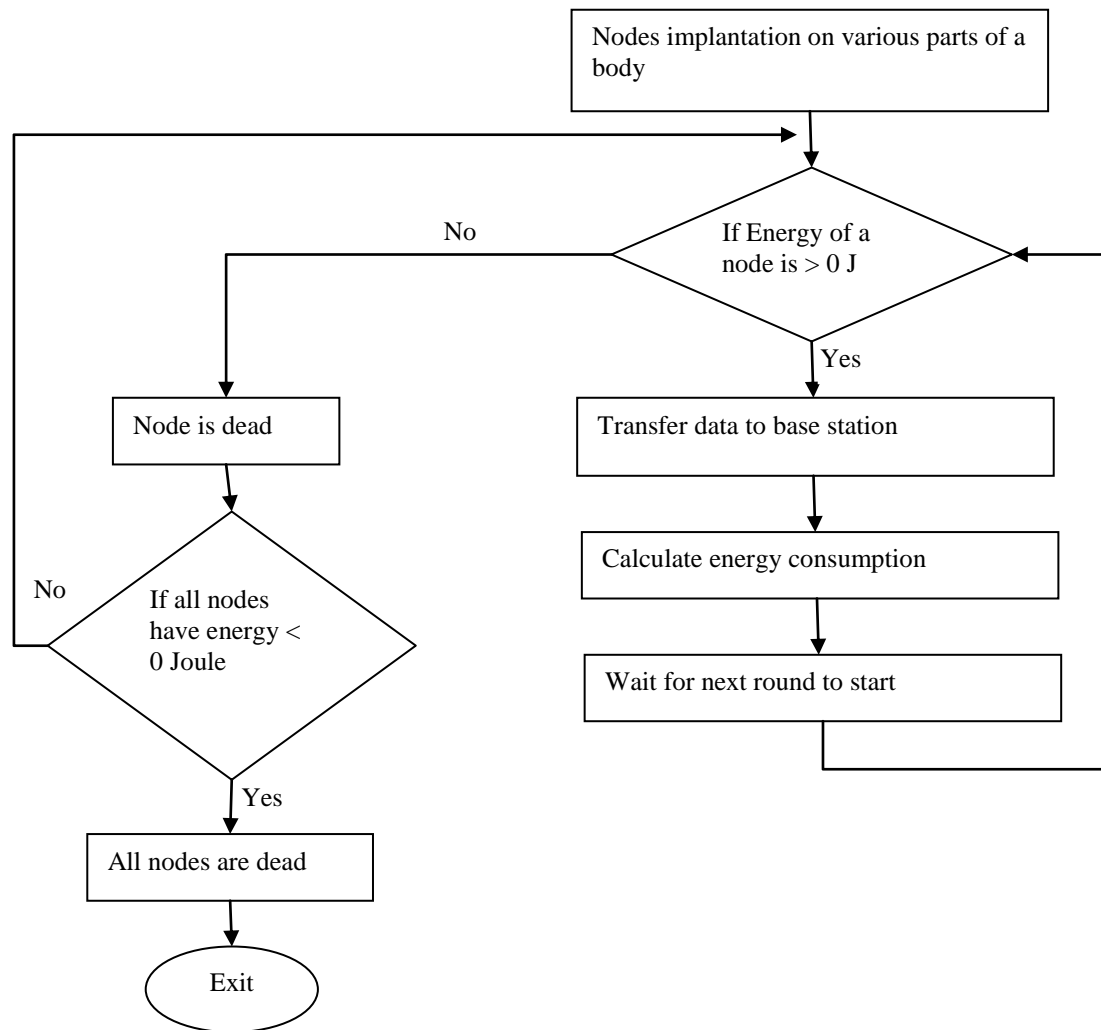 Nodes implantation on various parts of a
body
If Energy of a
node is > 0 J
No
Yes
Node is dead
Transfer data to base station
Calculate energy consumption
No
If all nodes
have energy <
0 Joule
Wait for next round to start
Yes
All nodes are dead
Exit